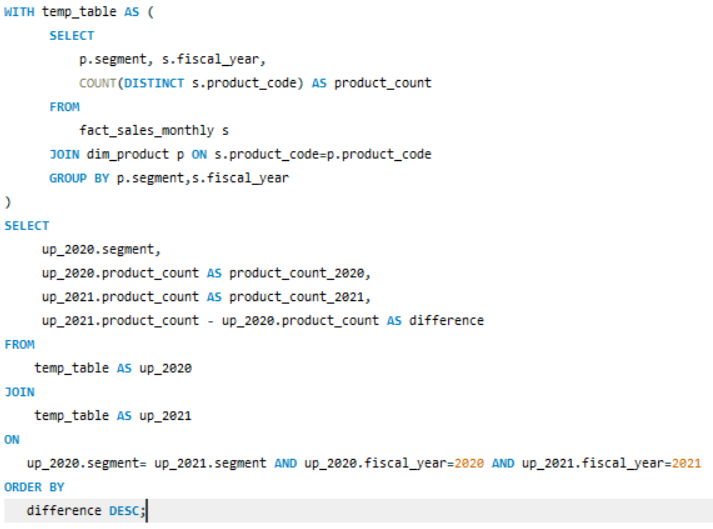 WITH temp_table AS (
SELECT
p.segment, s.fiscal_year,
COUNT(DISTINCT s.product_code) AS product_count
FROM
fact_sales_monthly s
JOIN dim_product p ON s.product_code=p.product_code
GROUP BY p.segment,s.fiscal_year
)
SELECT
up_2020.segment,
up_2020.product_count AS product_count_2020,
up_2021.product_count AS product_count_2021,
up_2021.product_count - up_2020.product_count AS difference
FROM
temp_table AS up_2020
JOIN
temp_table AS up_2021
ON
up_2020.segment= up_2021.segment AND up_2020.fiscal_year=2020 AND up_2021.fiscal_year=2021
ORDER BY
difference DESC;